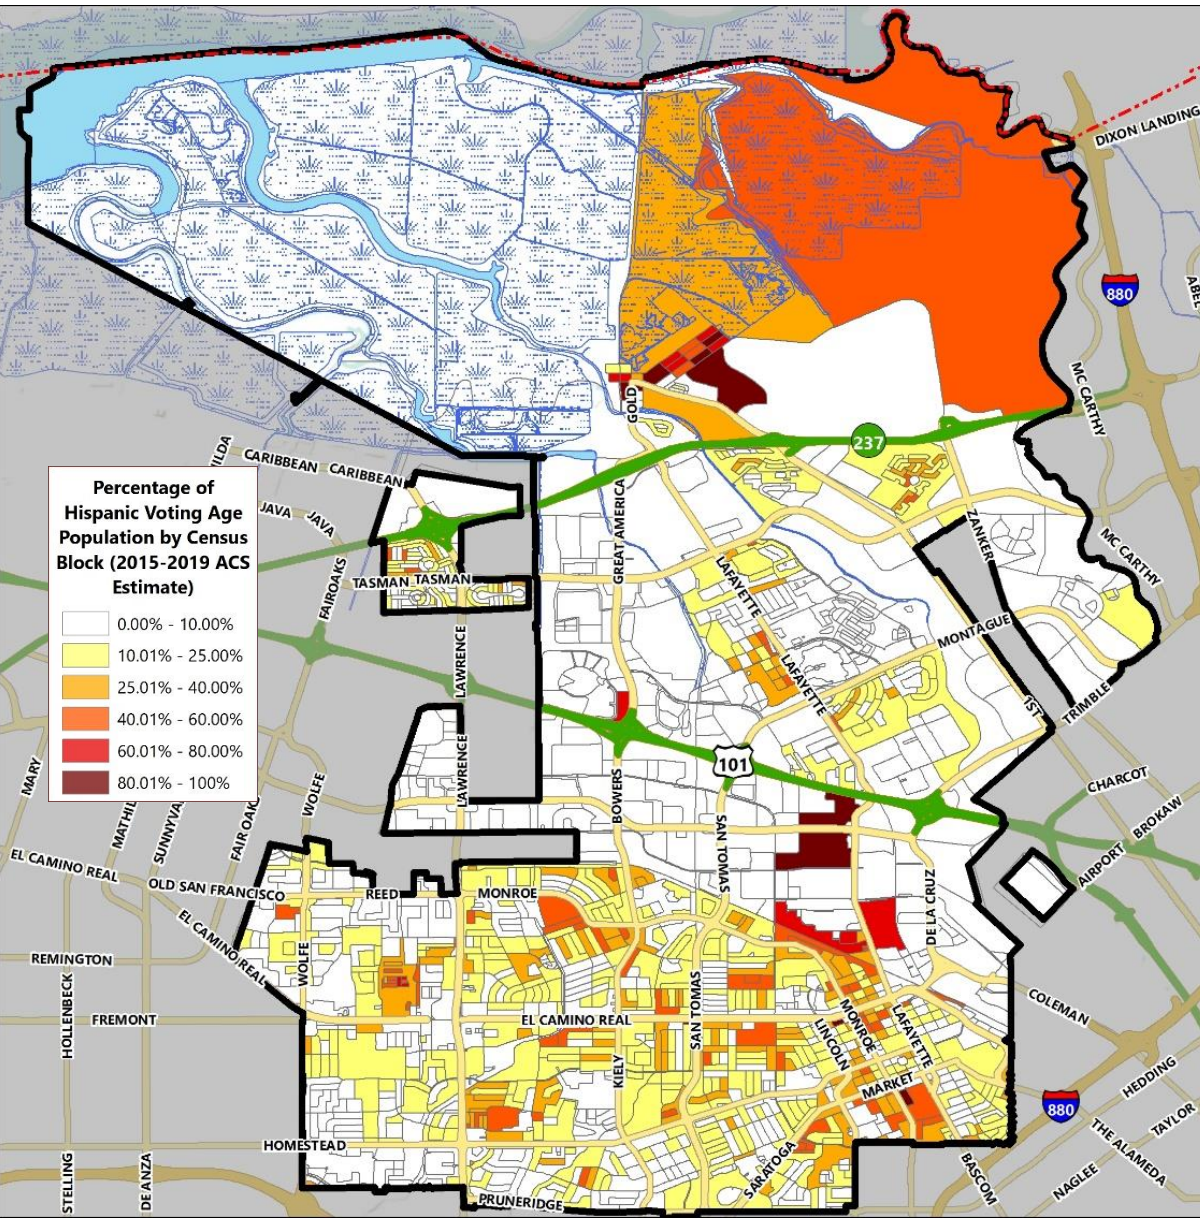 DIXON LANDING
880
ABEL
MC CARTHY
GOLD
237
CARIBBEAN
CARIBBEAN
JAVA
JAVA
Percentage of
Hispanic Voting Age
Population by Census
Block (2015-2019 ACS
Estimate)
0.00% - 10.00%
10.01% - 25.00%
25.01% - 40.00%
40.01% - 60.00%
60.01% - 80.00%
80.01% - 100%
GREAT AMERICA
ZANKER
MC CARTHY
FAIROAKS
TASMAN
TASMAN
LAFAYETTE
MONTAGUE
LAWRENCE
LAFAYETTE
1ST
TRIMBLE
101
LAWRENCE
MARY
WOLFE
BOWERS
CHARCOT
BROKAW
SAN TOMAS
AIRPORT
EL CAMINO REAL
OLD SAN FRANCISCO
REED
MONROE
DE LA CRUZ
EL CAMINO REAL
REMINGTON
WOLFE
HOLLENBECK
FREMONT
EL CAMINO REAL
SAN TOMAS
MONROE
LINCOLN
LAFAYETTE
COLEMAN
KIELY
MARKET
HEDDING
880
TAYLOR
THE ALAMEDA
HOMESTEAD
SARATOGA
BASCOM
NAGLEE
STELLING
DE ANZA
PRUNERIDGE